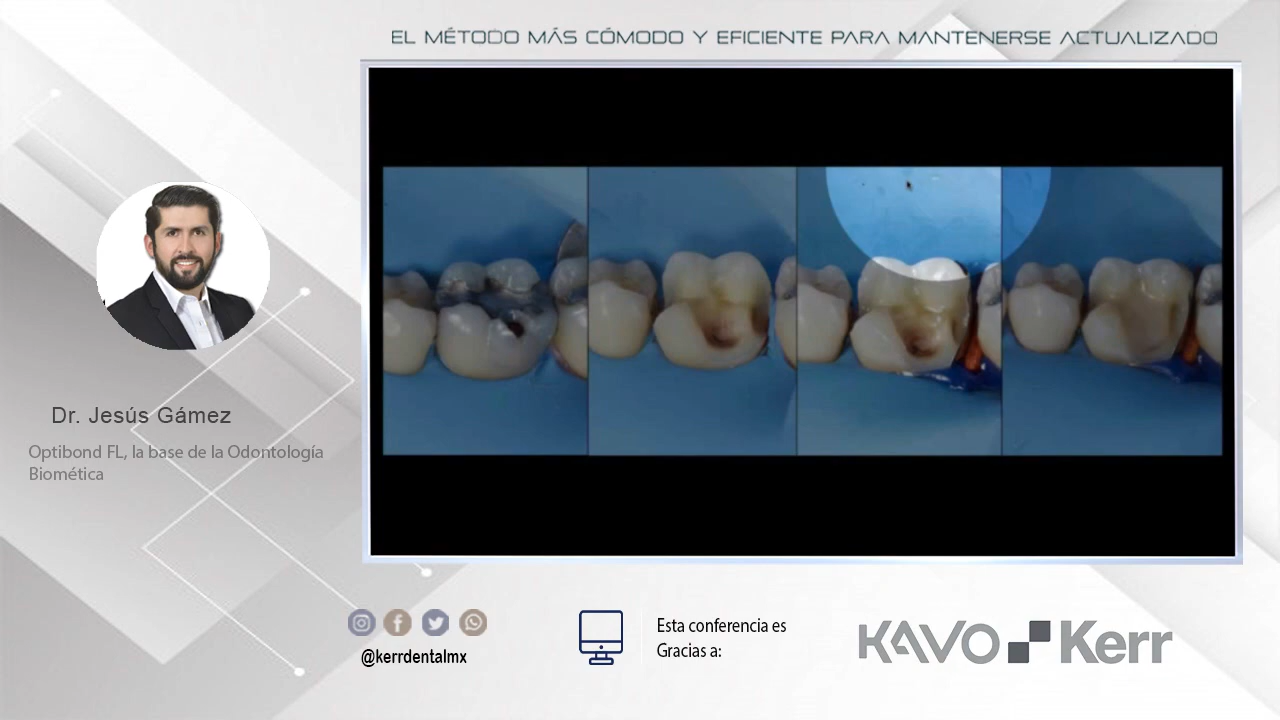 EL MÉTODO MÁS CÓMODO Y EFICIENTE PARA MANTENERSE ACTUALIZADO
Dr. Jesús Gámez
Optibond FL, la base de la Odontología
Biomética
@kerrdentalmx
Esta conferencia es
Gracias a:
KAVO Kerr